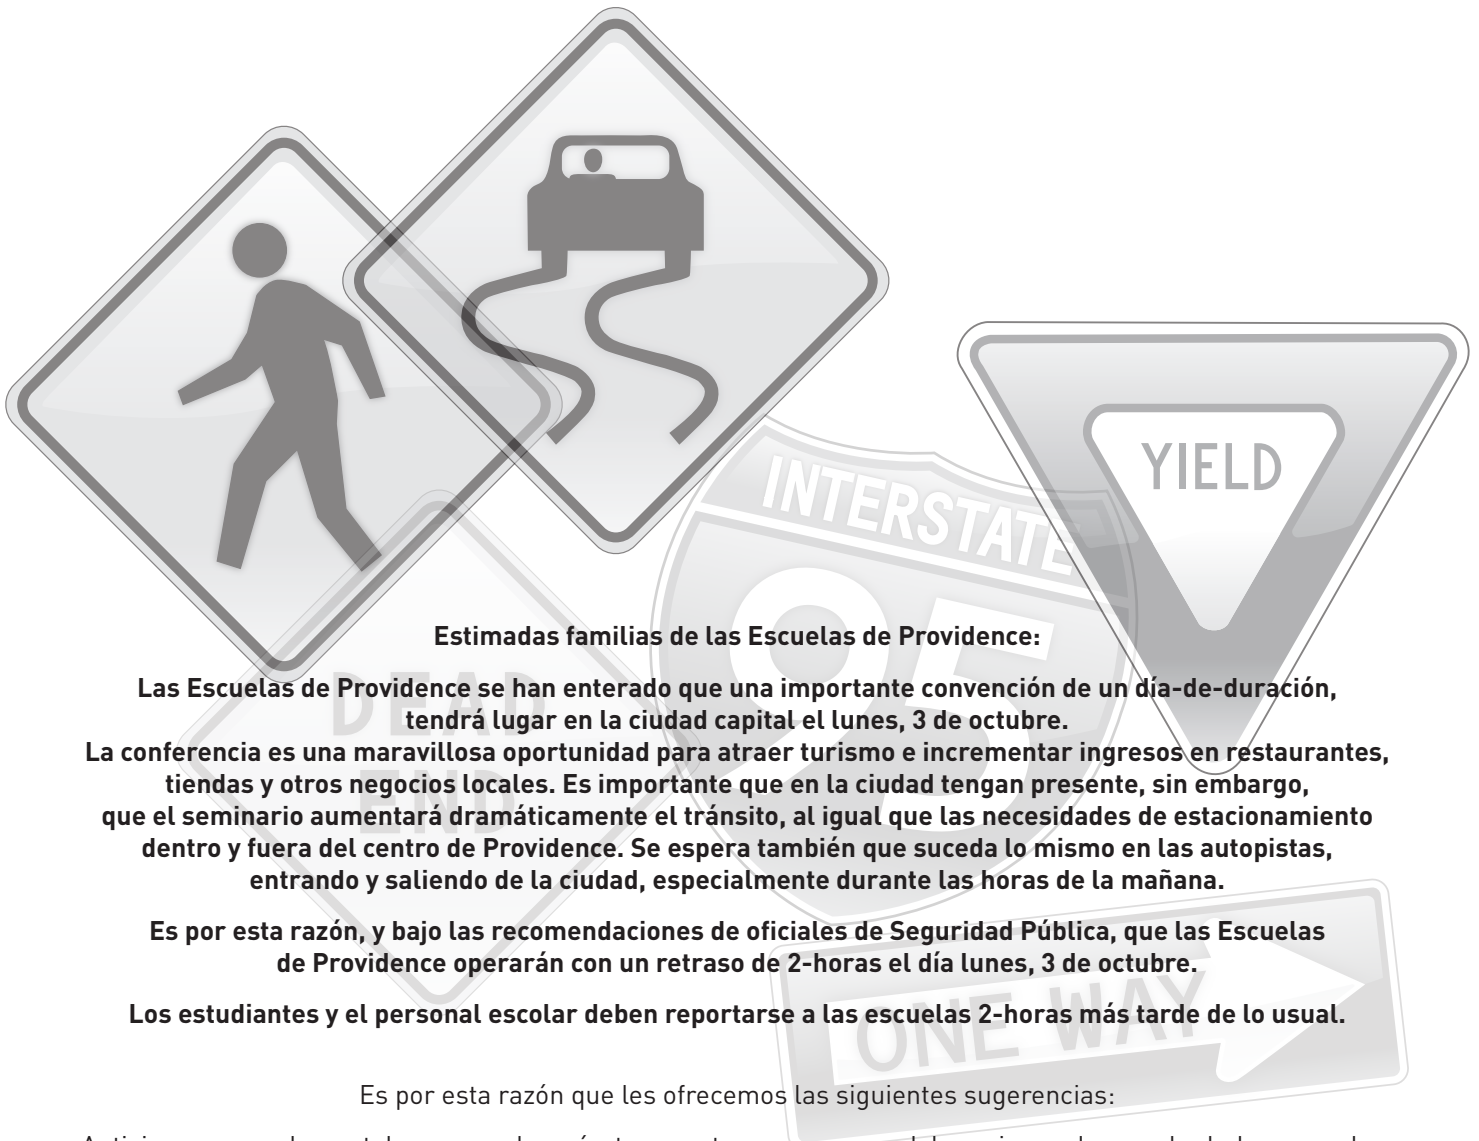 INTERSTATE
95
YIELD
DEAD
END
Estimadas familias de las Escuelas de Providence:
Las Escuelas de Providence se han enterado que una importante convención de un día-de-duración,
tendrá lugar en la ciudad capital el lunes, 3 de octubre.
La conferencia es una maravillosa oportunidad para atraer turismo e incrementar ingresos en restaurantes,
tiendas y otros negocios locales. Es importante que en la ciudad tengan presente, sin embargo,
que el seminario aumentará dramáticamente el tránsito, al igual que las necesidades de estacionamiento
dentro y fuera del centro de Providence. Se espera también que suceda lo mismo en las autopistas,
entrando y saliendo de la ciudad, especialmente durante las horas de la mañana.
Es por esta razón, y bajo las recomendaciones de oficiales de Seguridad Pública, que las Escuelas
de Providence operarán con un retraso de 2-horas el día lunes, 3 de octubre.
Los estudiantes y el personal escolar deben reportarse a las escuelas 2-horas más tarde de lo usual.
ONE WAY
Es por esta razón que les ofrecemos las siguientes sugerencias: